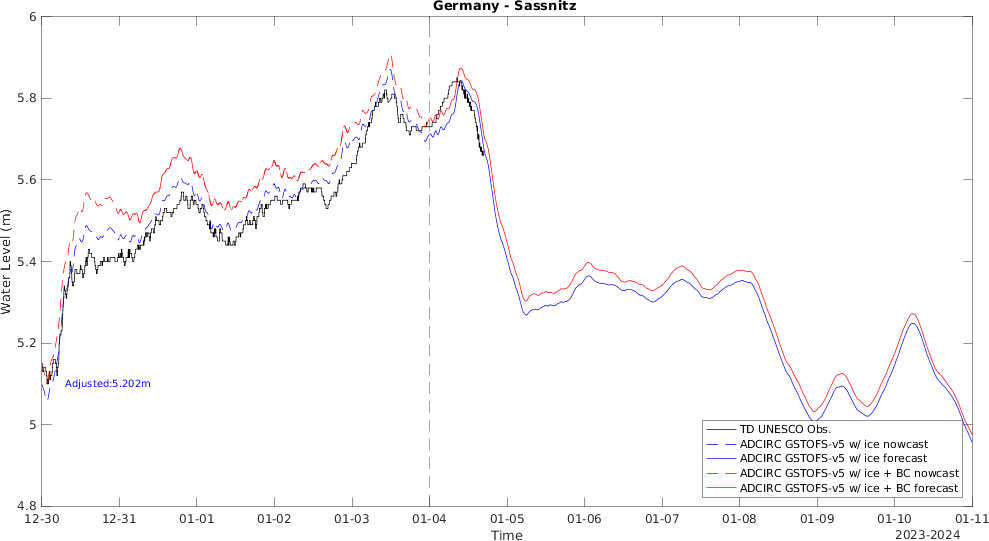 Germany - Sassnitz
6
5.8
5.6
5.4
5.2
5
4.8
Water Level (m)
Adjusted:5.202m
TD UNESCO Obs.
ADCIRC GSTOFS-v5 w/ ice nowcast
ADCIRC GSTOFS-v5 w/ ice forecast
ADCIRC GSTOFS-v5 w/ ice + BC nowcast
ADCIRC GSTOFS-v5 w/ ice + BC forecast
12-30 12-31 01-01 01-02 01-03 01-04 01-05 01-06 01-07 01-08 01-09 01-10 01-11
Time
2023-2024